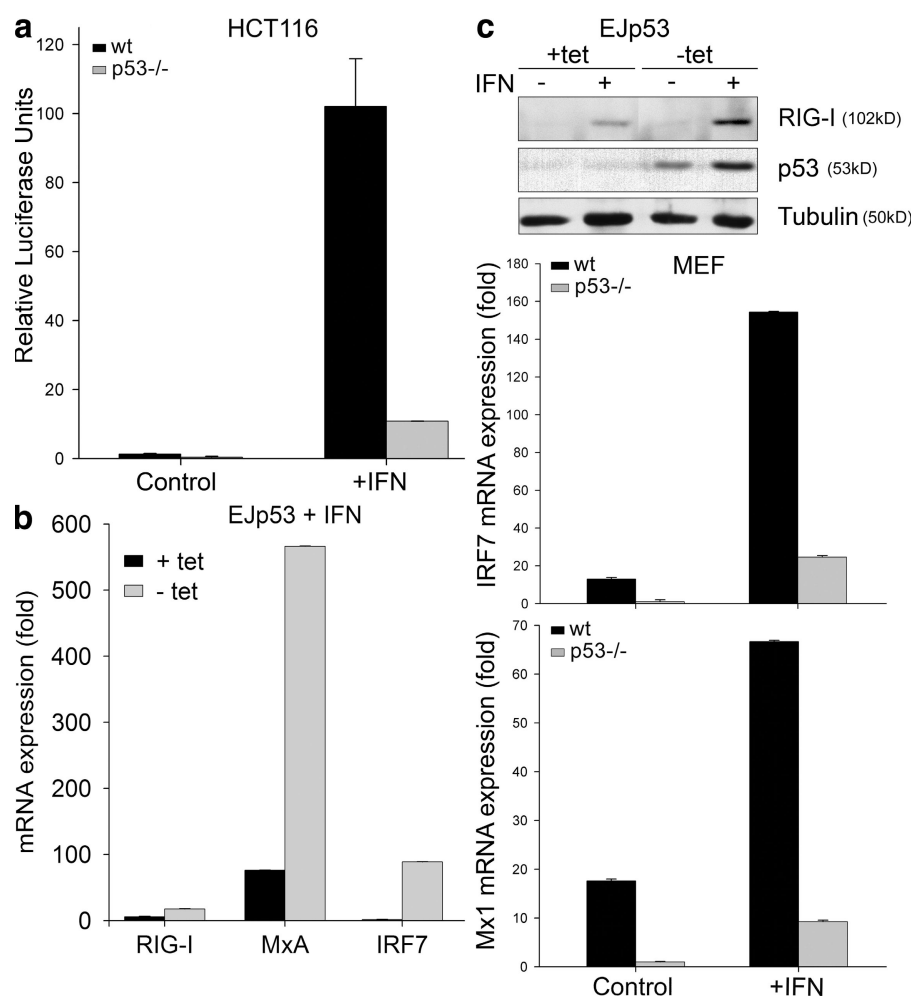 a
HCT116
wt
p53-/-
Relative Luciferase Units
120
100
80
60
40
20
0
Control +IFN
b
EJp53 + IFN
+ tet
- tet
mRNA expression (fold)
600
500
400
300
200
100
0
RIG-I MxA IRF7
c
EJp53
+tet -tet
IFN - + - +
RIG-I (102kD)
p53 (53kD)
Tubulin (50kD)
MEF
wt
p53-/-
IRF7 mRNA expression (fold)
180
160
140
120
100
80
60
40
20
0
wt
p53-/-
Mx1 mRNA expression (fold)
70
60
50
40
30
20
10
0
Control +IFN